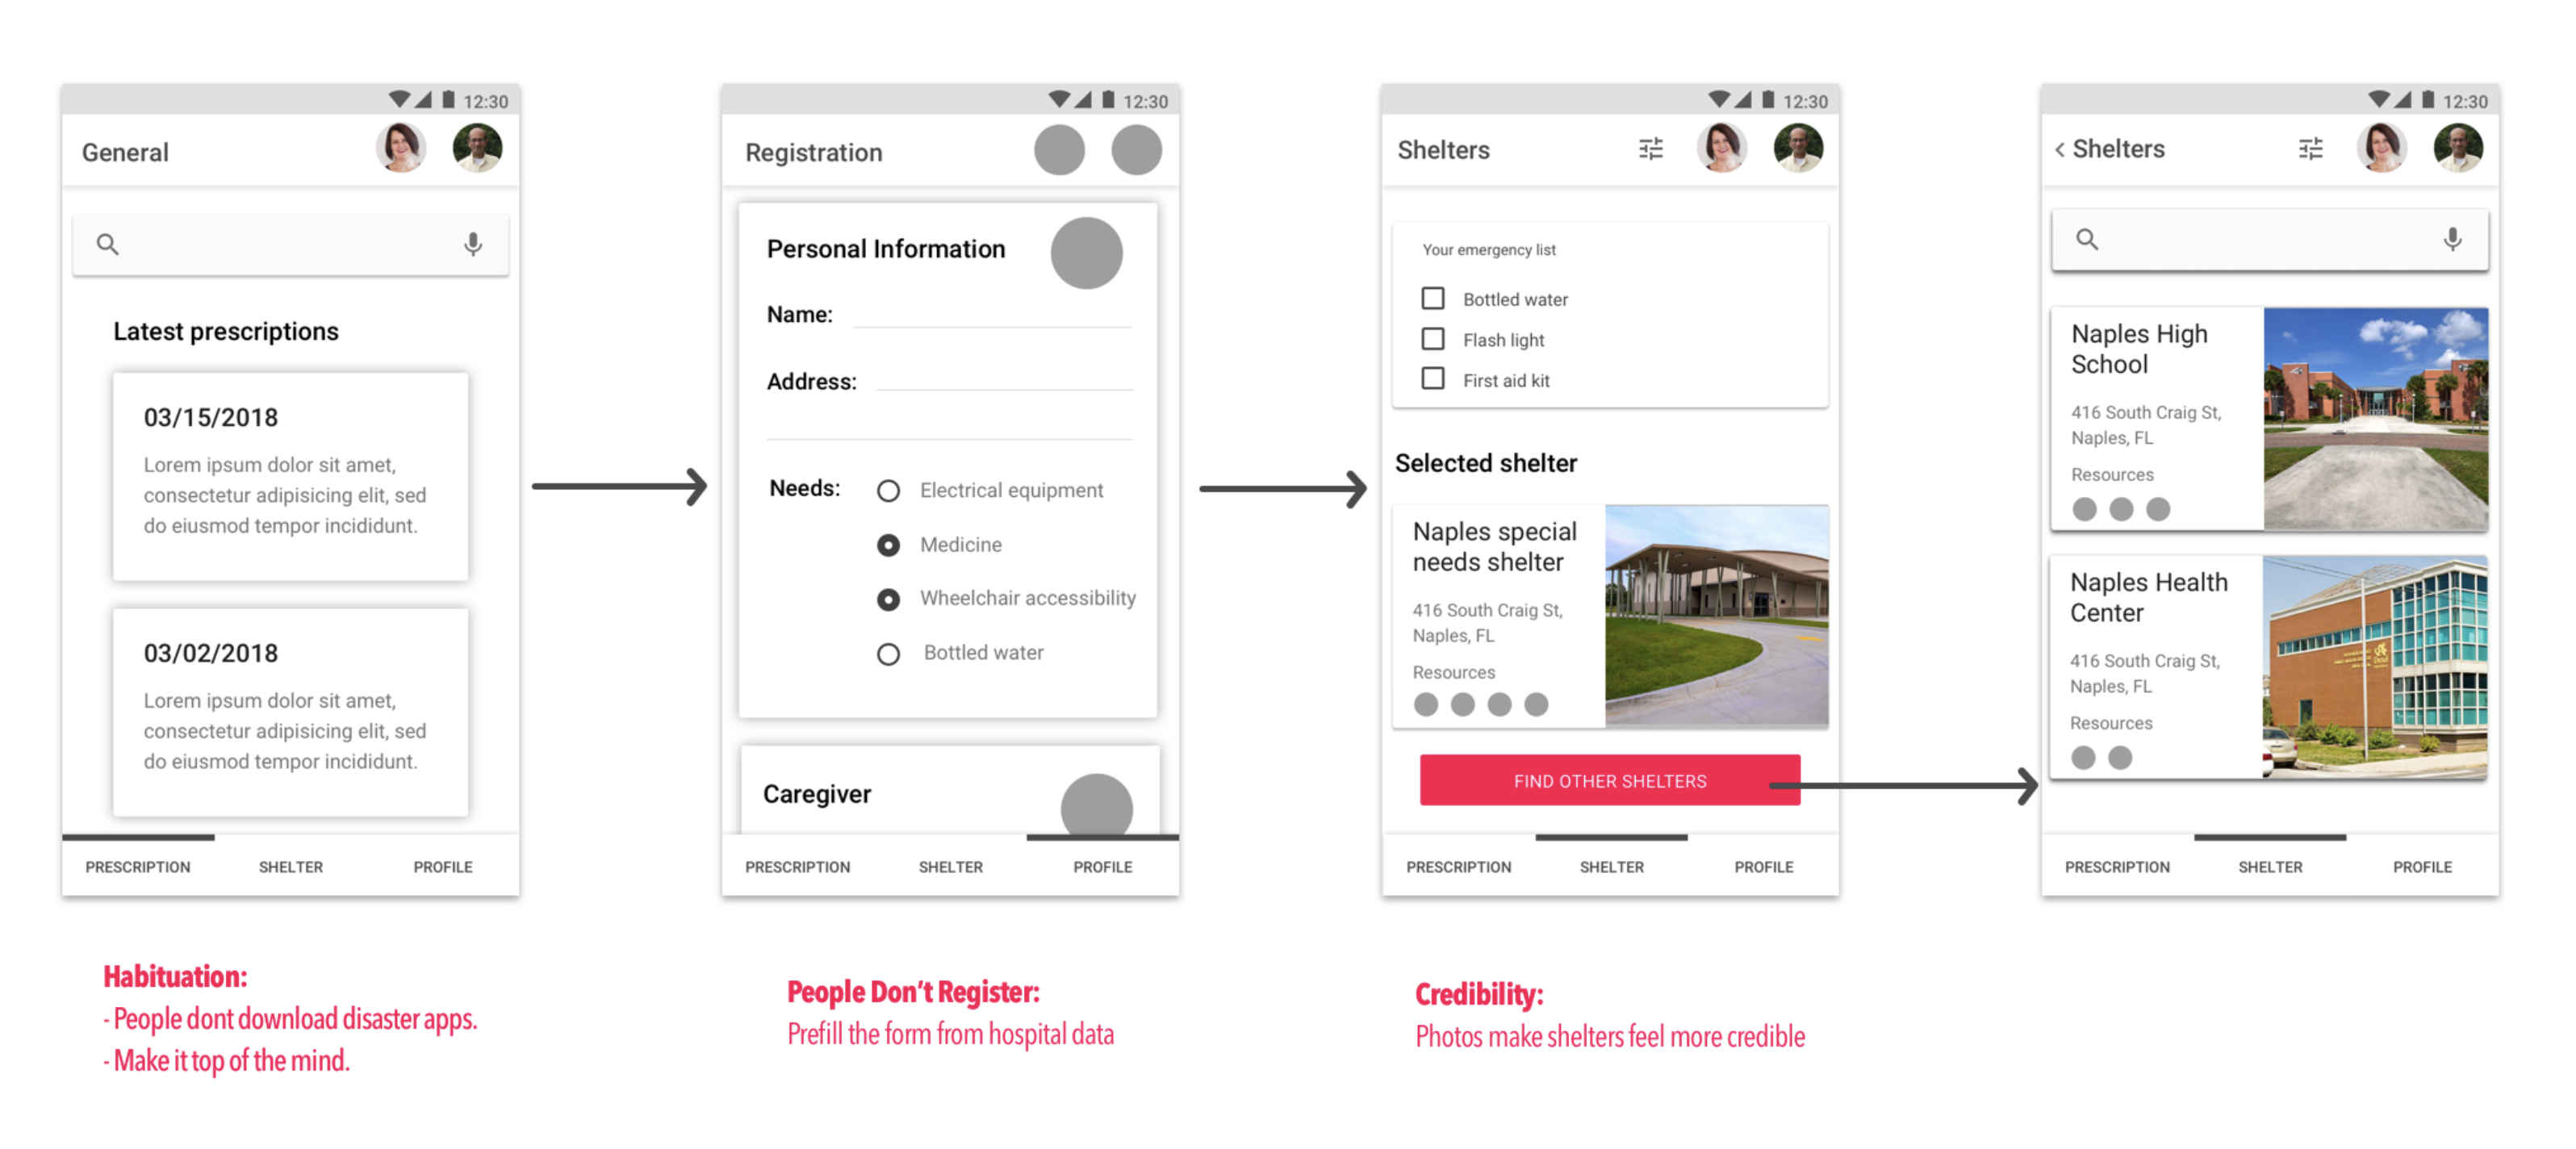 12:30
General
Latest prescriptions
03/15/2018
Lorem ipsum dolor sit amet,
consectetur adipisicing elit, sed
do eiusmod tempor incididunt.
03/02/2018
Lorem ipsum dolor sit amet,
consectetur adipisicing elit, sed
do eiusmod tempor incididunt.
PRESCRIPTION
SHELTER
PROFILE
Habituation:
- People dont download disaster apps.
- Make it top of the mind.
12:30
Registration
Personal Information
Name:
Address:
Needs:
Electrical equipment
Medicine
Wheelchair accessibility
Bottled water
Caregiver
PRESCRIPTION
SHELTER
PROFILE
People Don't Register:
Prefill the form from hospital data
12:30
Shelters
Your emergency list
Bottled water
Flash light
First aid kit
Selected shelter
Naples special
needs shelter
416 South Craig St,
Naples, FL
Resources
FIND OTHER SHELTERS
PRESCRIPTION
SHELTER
PROFILE
Credibility:
Photos make shelters feel more credible
12:30
< Shelters
Naples High
School
416 South Craig St,
Naples, FL
Resources
Naples Health
Center
416 South Craig St,
Naples, FL
Resources
PRESCRIPTION
SHELTER
PROFILE